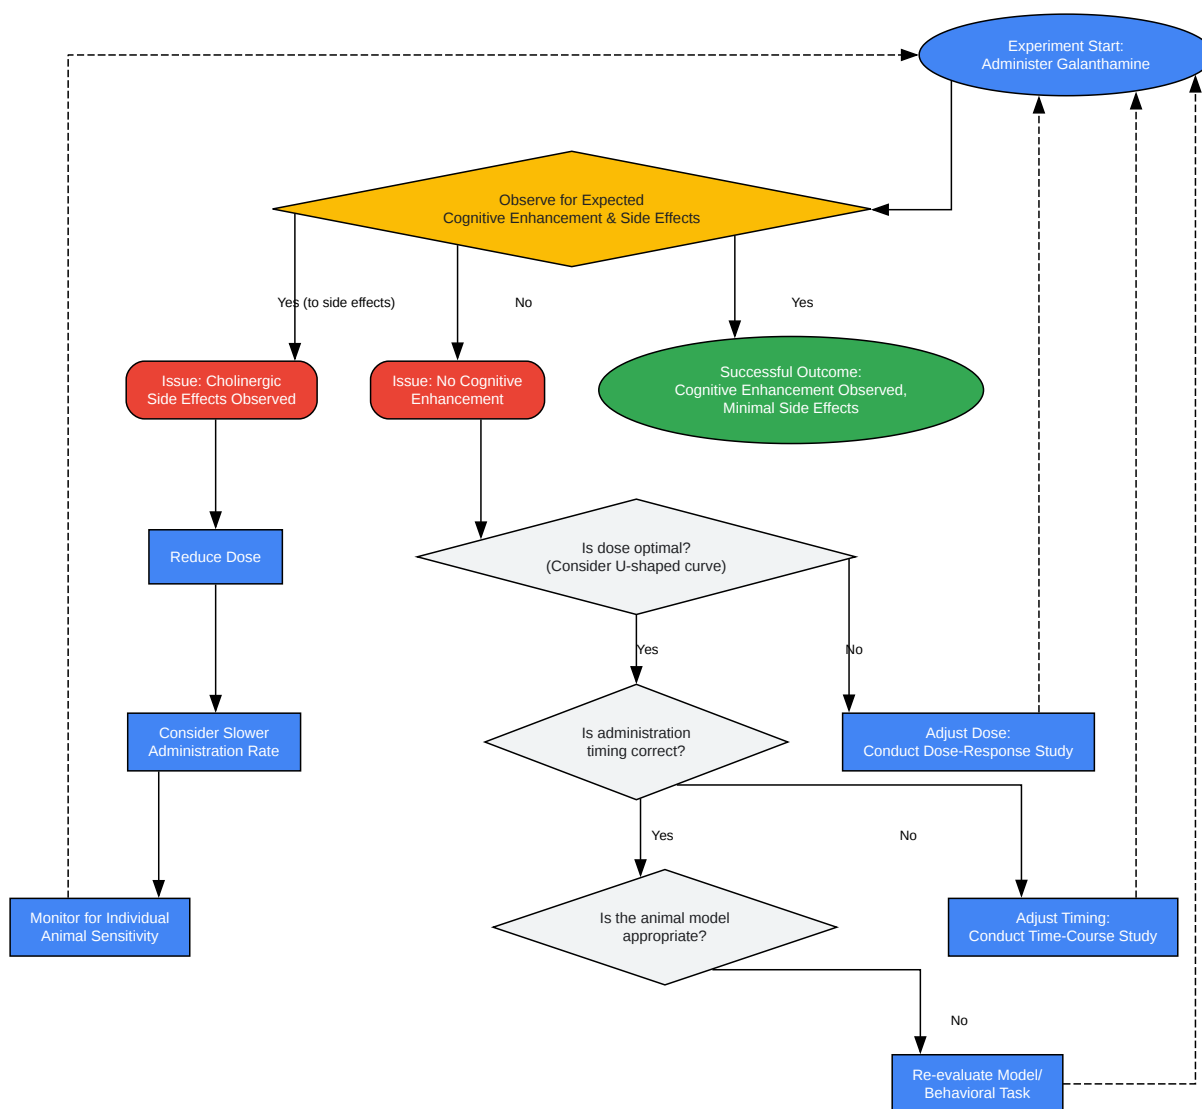 Experiment Start:
Administer Galanthamine
Observe for Expected
Cognitive Enhancement & Side Effects
Yes (to side effects)
No
Yes
Issue: Cholinergic
Side Effects Observed
Issue: No Cognitive
Enhancement
Successful Outcome:
Cognitive Enhancement Observed,
Minimal Side Effects
Reduce Dose
Is dose optimal?
(Consider U-shaped curve)
Yes
No
Consider Slower
Administration Rate
Is administration
timing correct?
Adjust Dose:
Conduct Dose-Response Study
Yes
No
Monitor for Individual
Animal Sensitivity
Is the animal model
appropriate?
Adjust Timing:
Conduct Time-Course Study
No
Re-evaluate Model/
Behavioral Task